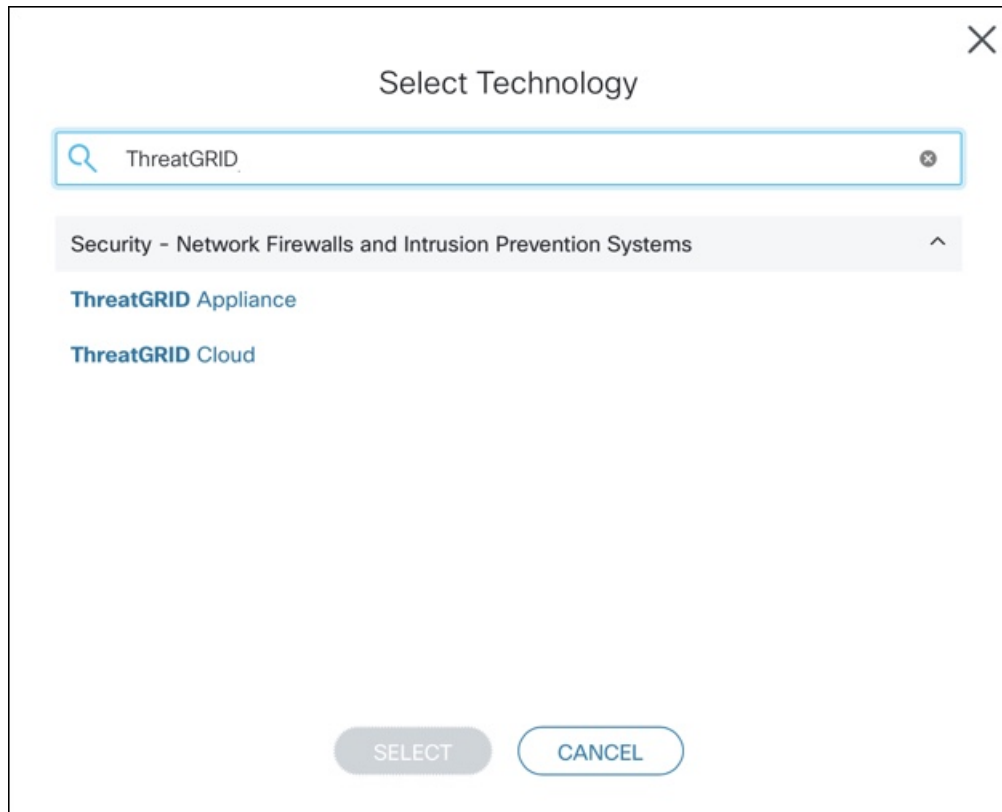 Select Technology
ThreatGRID
Security - Network Firewalls and Intrusion Prevention Systems
ThreatGRID Appliance
ThreatGRID Cloud
SELECT
CANCEL